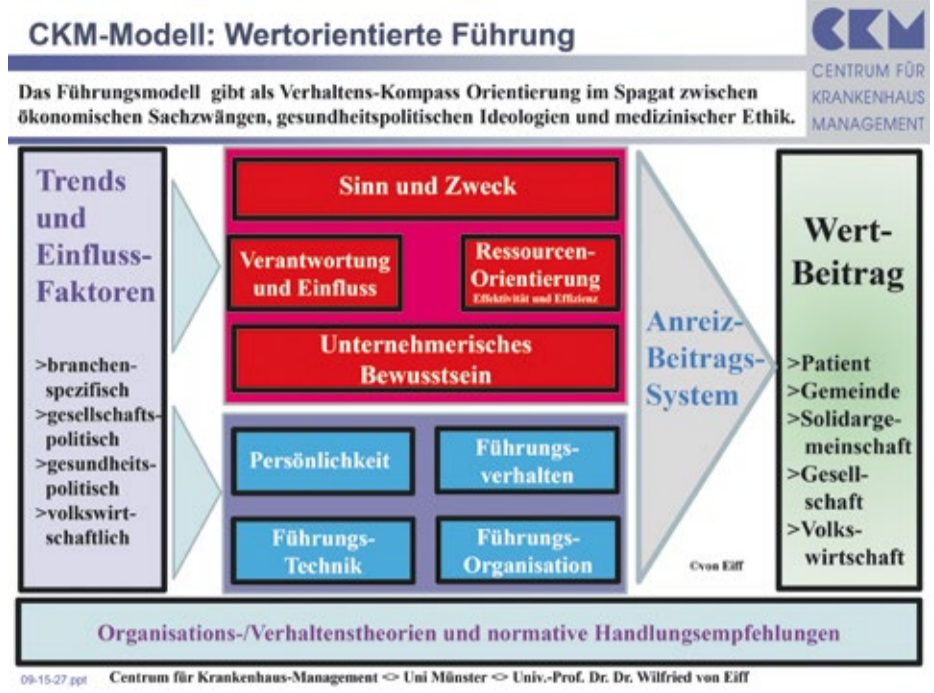 CKM-Modell: Wertorientierte Führung
CKM
CENTRUM FÜR
KRANKENHAUS
MANAGEMENT
Das Führungsmodell gibt als Verhaltens-Kompass Orientierung im Spagat zwischen
ökonomischen Sachzwängen, gesundheitspolitischen Ideologien und medizinischer Ethik.
Trends
und
Einfluss-
Faktoren
>branchen-
spezifisch
>gesellschafts-
politisch
>gesundheits-
politisch
>volkswirt-
schaftlich
Sinn und Zweck
Verantwortung
und Einfluss
Ressourcen-
Orientierung
Effektivität und Effizienz
Unternehmerisches
Bewusstsein
Persönlichkeit
Führungs-
verhalten
Führungs-
Technik
Führungs-
Organisation
Anreiz-
Beitrags-
System
©von Eiff
Wert-
Beitrag
>Patient
>Gemeinde
>Solidarge-
meinschaft
>Gesell-
schaft
>Volks-
wirtschaft
Organisations-/Verhaltenstheorien und normative Handlungsempfehlungen
09-15-27.ppt Centrum für Krankenhaus-Management <> Uni Münster <> Univ.-Prof. Dr. Dr. Wilfried von Eiff